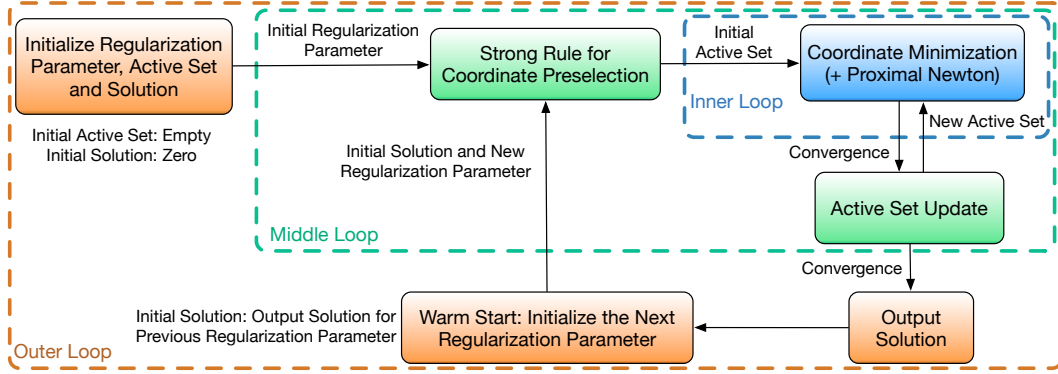 Initialize Regularization
Parameter, Active Set
and Solution
Initial Active Set: Empty
Initial Solution: Zero
Initial Regularization
Parameter
Strong Rule for
Coordinate Preselection
Initial
Active Set
Coordinate Minimization
(+ Proximal Newton)
Inner Loop
New Active Set
Convergence
Active Set Update
Initial Solution and New
Regularization Parameter
Middle Loop
Convergence
Output
Solution
Warm Start: Initialize the Next
Regularization Parameter
Initial Solution: Output Solution for
Previous Regularization Parameter
Outer Loop